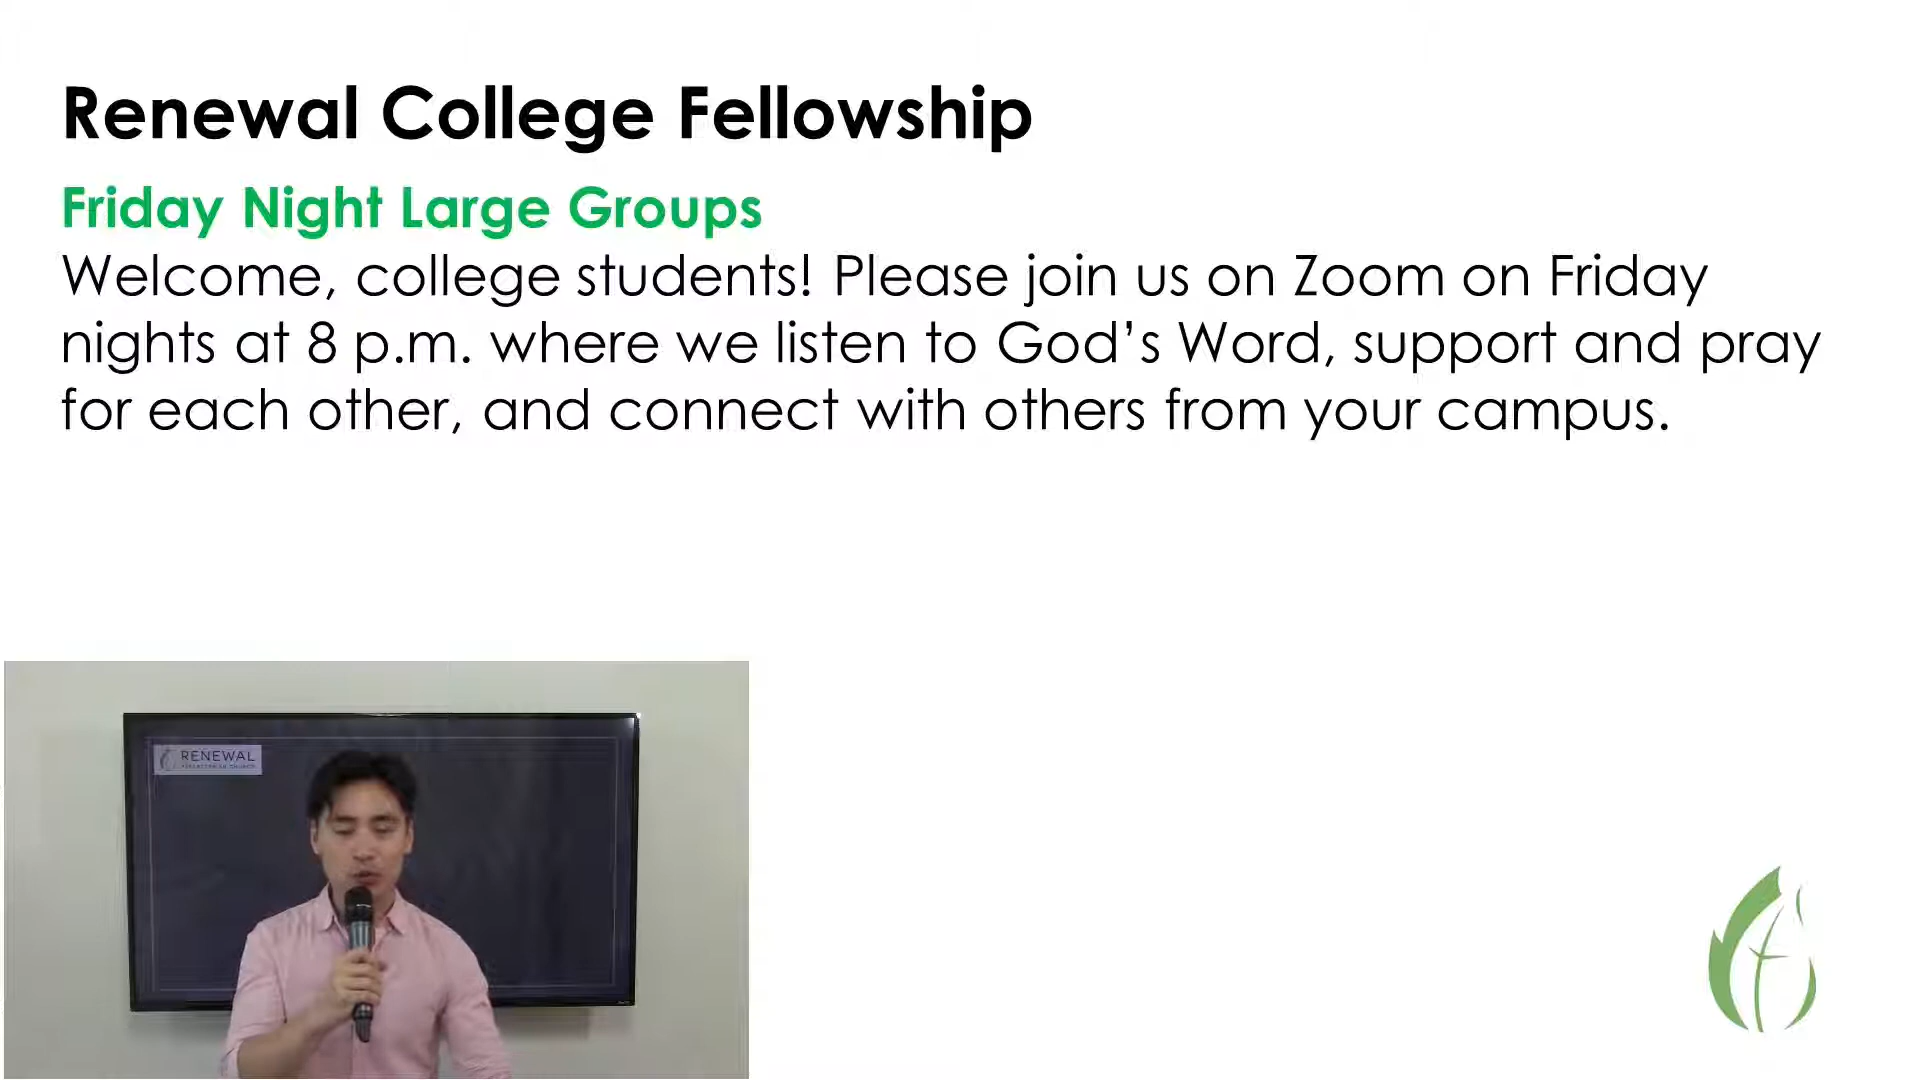 Renewal College Fellowship
Friday Night Large Groups
Welcome, college students! Please join us on Zoom on Friday
nights at 8 p.m. where we listen to God’s Word, support and pray
for each other, and connect with others from your campus.
RENEWAL